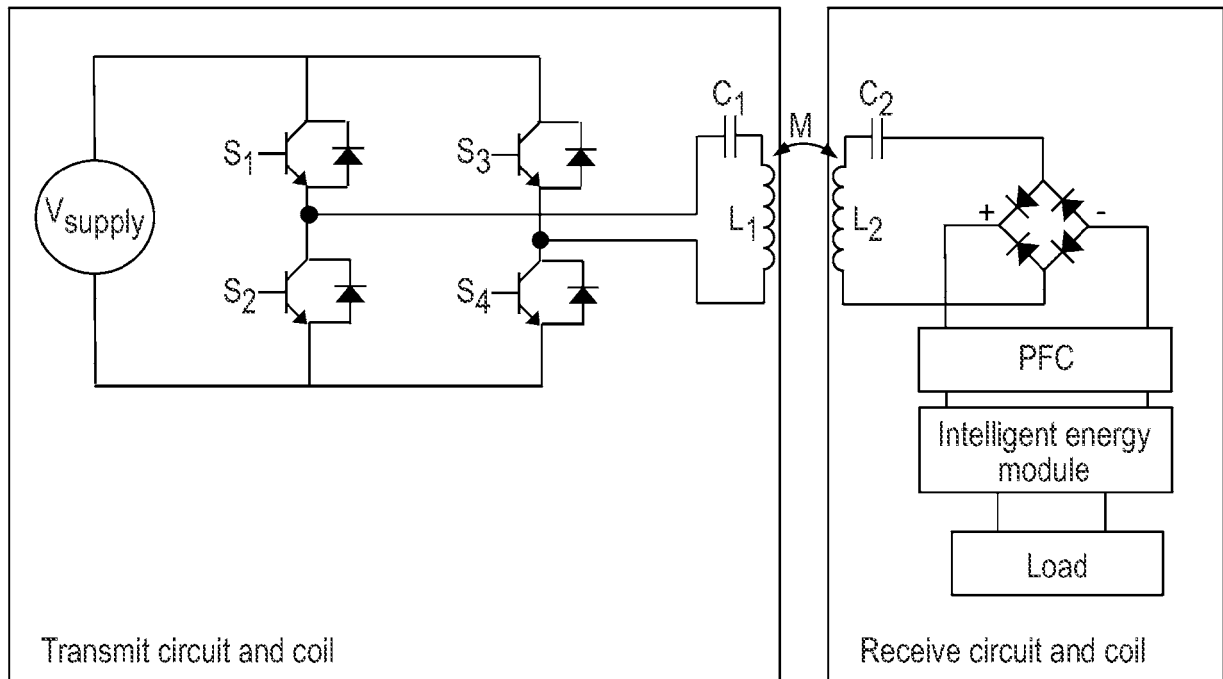 V supply
S1
S2
S3
S4
C1
L1
M
C2
L2
+
-
PFC
Intelligent energy
module
Load
Transmit circuit and coil
Receive circuit and coil